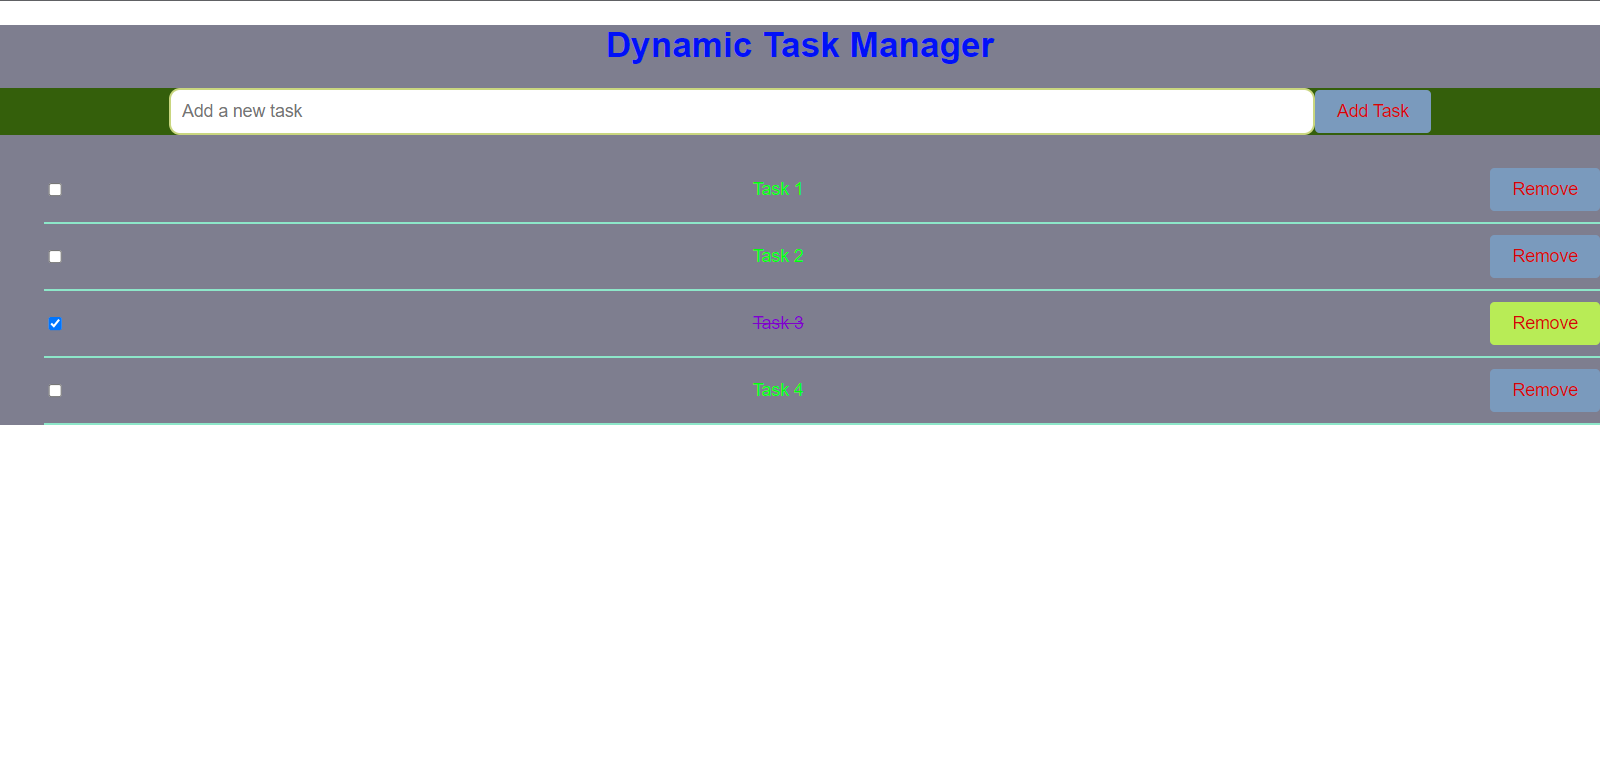 Dynamic Task Manager
Add a new task Add Task
Task 1 Remove
Task 2 Remove
Task 3 Remove
Task 4 Remove